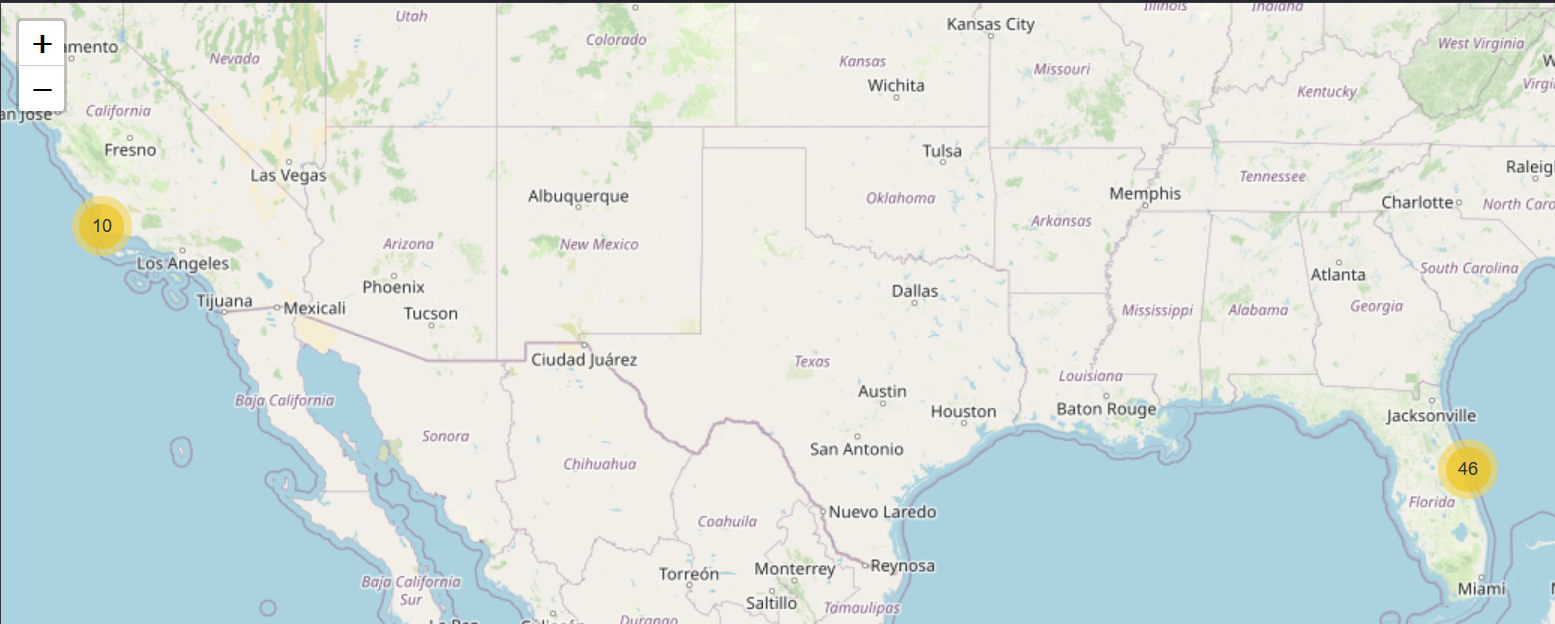 Utah
Illinois
Indiana
Kansas City
+
amento
Colorado
West Virginia
Nevada
Kansas
Missouri
−
Wichita
Kentucky
California
an Jose
Fresno
Las Vegas
Tulsa
Raleig
Tennessee
Albuquerque
Oklahoma
Memphis
Charlotte
North Caro
10
Arkansas
Arizona
New Mexico
Los Angeles
Atlanta
South Carolina
Phoenix
Dallas
Tijuana
Mexicali
Tucson
Mississippi
Alabama
Georgia
Ciudad Juárez
Texas
Louisiana
Baja California
Austin
Houston
Baton Rouge
Jacksonville
Sonora
San Antonio
Chihuahua
46
Florida
Coahuila
Nuevo Laredo
Reynosa
Torreón
Monterrey
Baja California
Sur
Saltillo
Tamaulipas
Miami
Durango